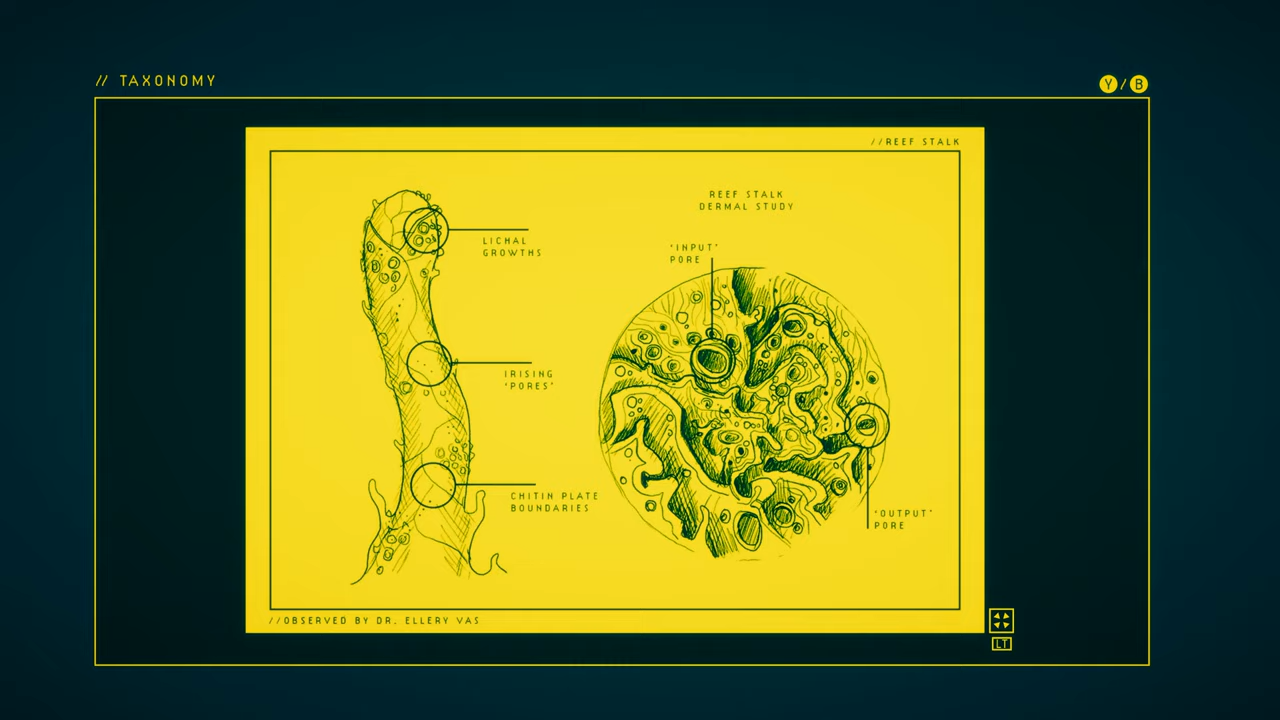 // TAXONOMY
Y / B
//REEF STALK
REEF STALK
DERMAL STUDY
LICHAL
GROWTHS
"INPUT"
PORE
IRISING
"PORES"
CHITIN PLATE
BOUNDARIES
"OUTPUT"
PORE
//OBSERVED BY DR. ELLERY VAS
LT